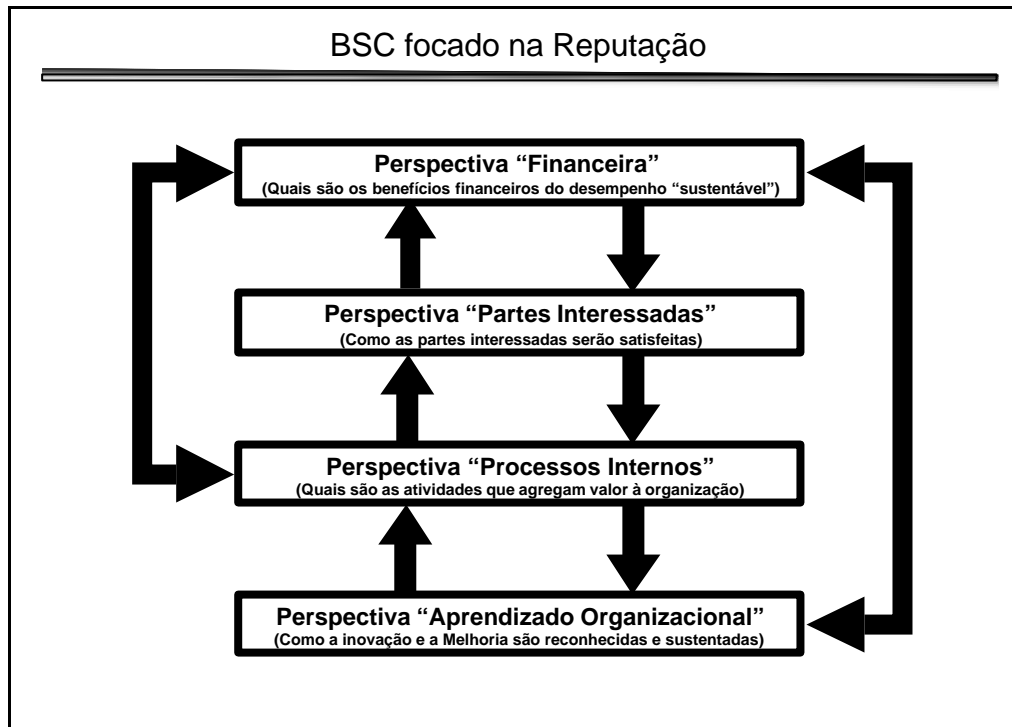 BSC focado na Reputação
Perspectiva “Financeira”
(Quais são os benefícios financeiros do desempenho “sustentável”)
Perspectiva “Partes Interessadas”
(Como as partes interessadas serão satisfeitas)
Perspectiva “Processos Internos”
(Quais são as atividades que agregam valor à organização)
Perspectiva “Aprendizado Organizacional”
(Como a inovação e a Melhoria são reconhecidas e sustentadas)